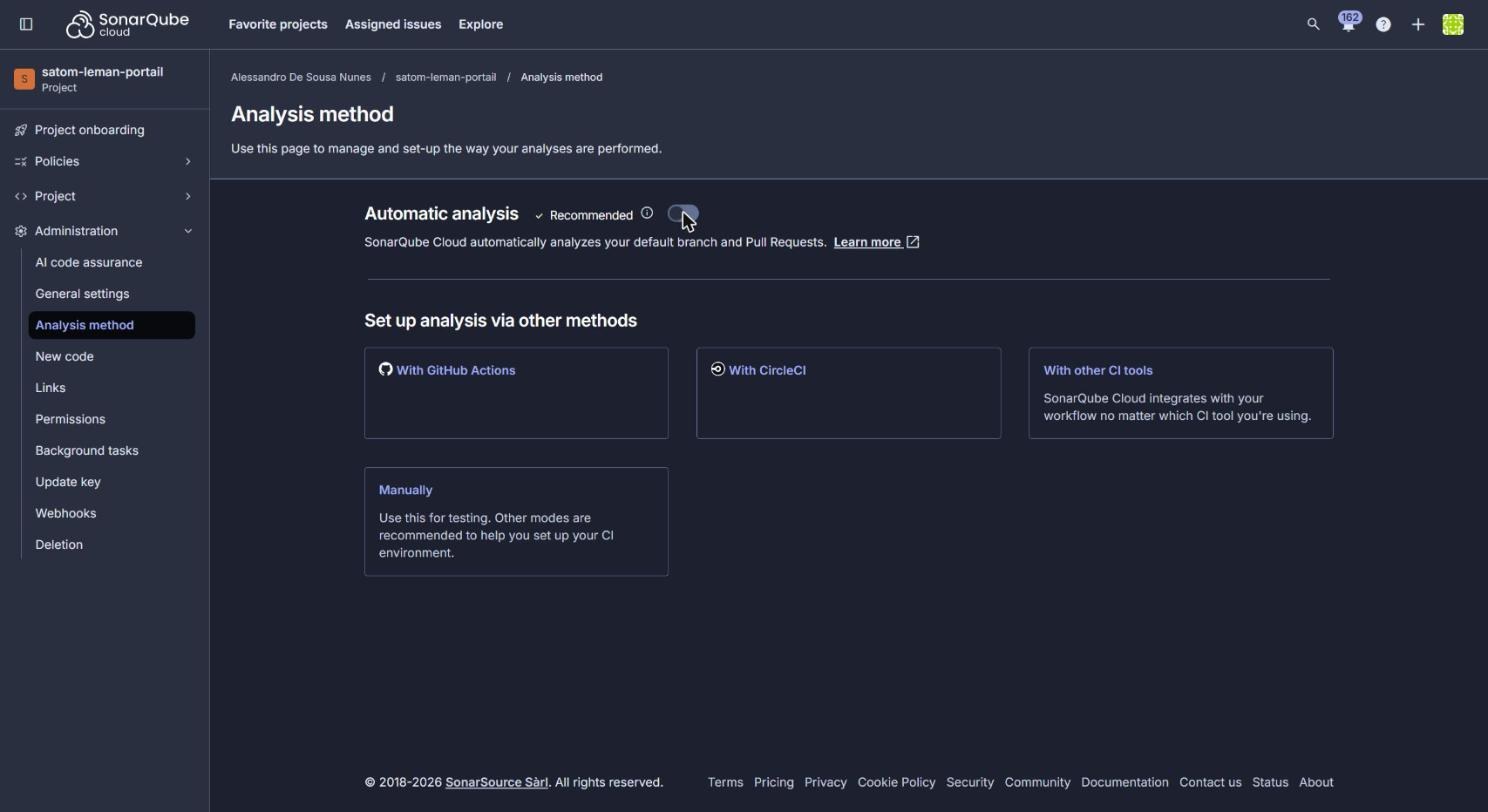 SonarQube cloud
Favorite projects Assigned issues Explore
162
S
satom-leman-portail
Project
Project onboarding
Policies
Project
Administration
AI code assurance
General settings
Analysis method
New code
Links
Permissions
Background tasks
Update key
Webhooks
Deletion
Alessandro De Sousa Nunes / satom-leman-portail / Analysis method
Analysis method
Use this page to manage and set-up the way your analyses are performed.
Automatic analysis Recommended
SonarQube Cloud automatically analyzes your default branch and Pull Requests. Learn more
Set up analysis via other methods
With GitHub Actions
With CircleCI
With other CI tools
SonarQube Cloud integrates with your
workflow no matter which CI tool you're using.
Manually
Use this for testing. Other modes are
recommended to help you set up your CI
environment.
© 2018-2026 SonarSource Sàrl. All rights reserved.
Terms Pricing Privacy Cookie Policy Security Community Documentation Contact us Status About